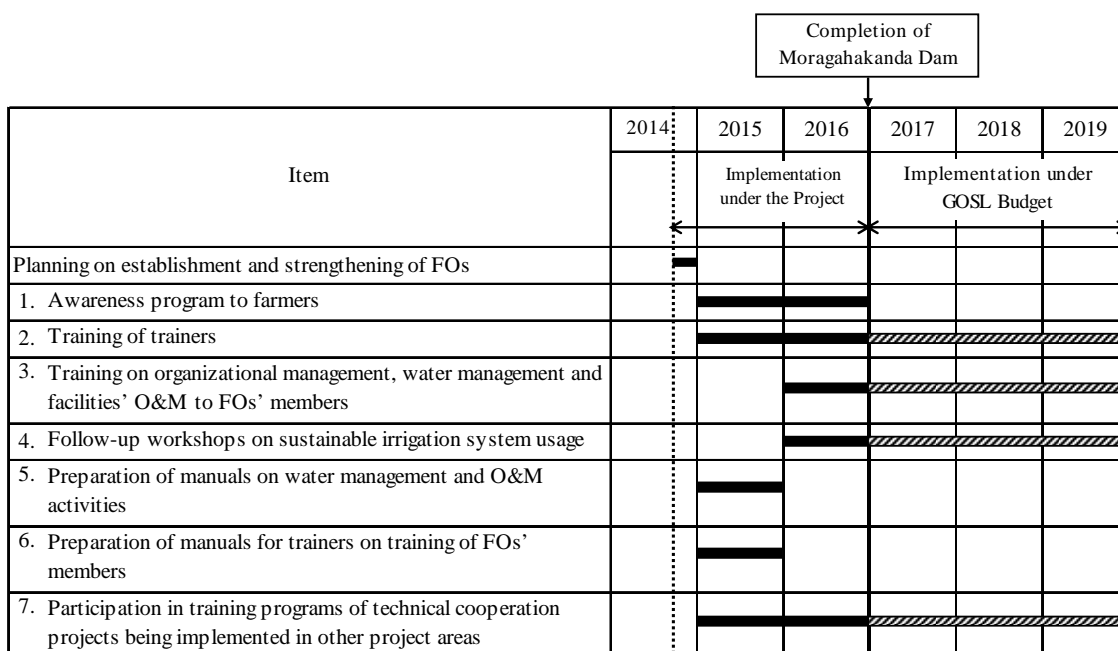 Completion of
Moragahakanda Dam
Item
2014
2015
2016
2017
2018
2019
Implementation
under the Project
Implementation under
GOSL Budget
Planning on establishment and strengthening of FOs
1. Awareness program to farmers
2. Training of trainers
3. Training on organizational management, water management and
facilities' O&M to FOs' members
4. Follow-up workshops on sustainable irrigation system usage
5. Preparation of manuals on water management and O&M
activities
6. Preparation of manuals for trainers on training of FOs'
members
7. Participation in training programs of technical cooperation
projects being implemented in other project areas